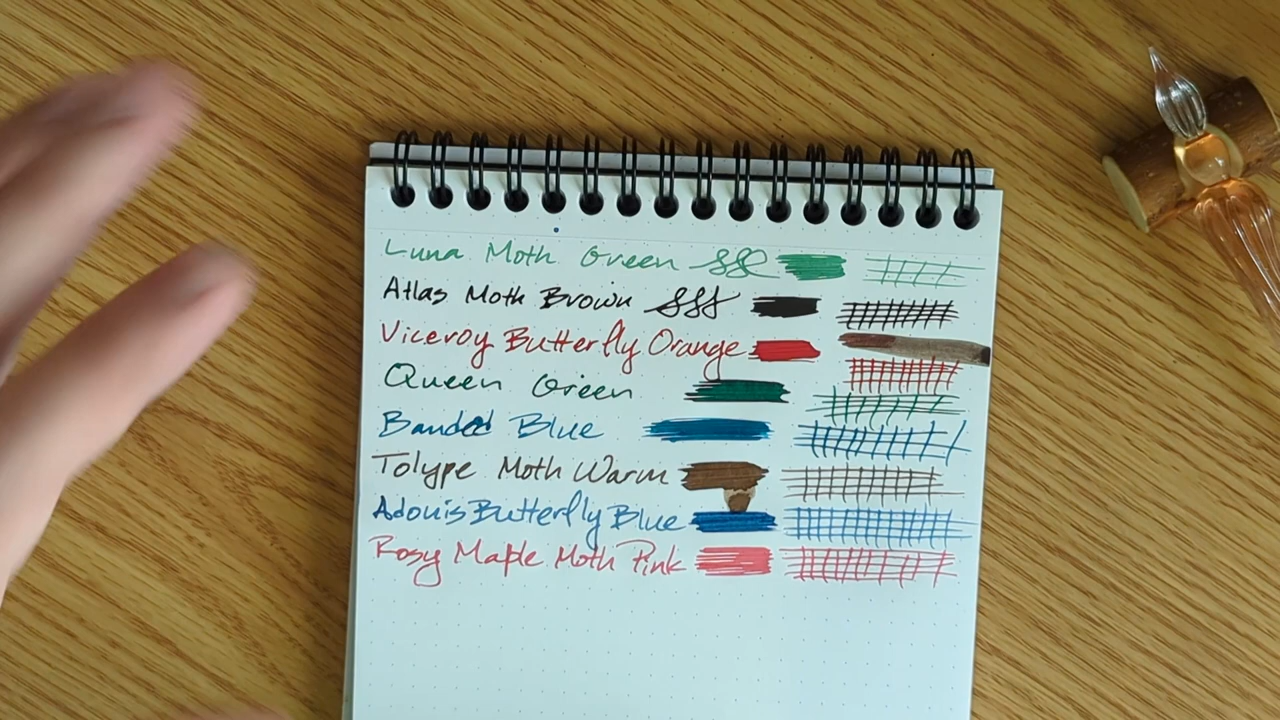 Luna Moth Green
Atlas Moth Brown
Viceroy Butterfly Orange
Queen Green
Banded Blue
Tolype Moth Warm
Adonis Butterfly Blue
Rosy Maple Moth Pink